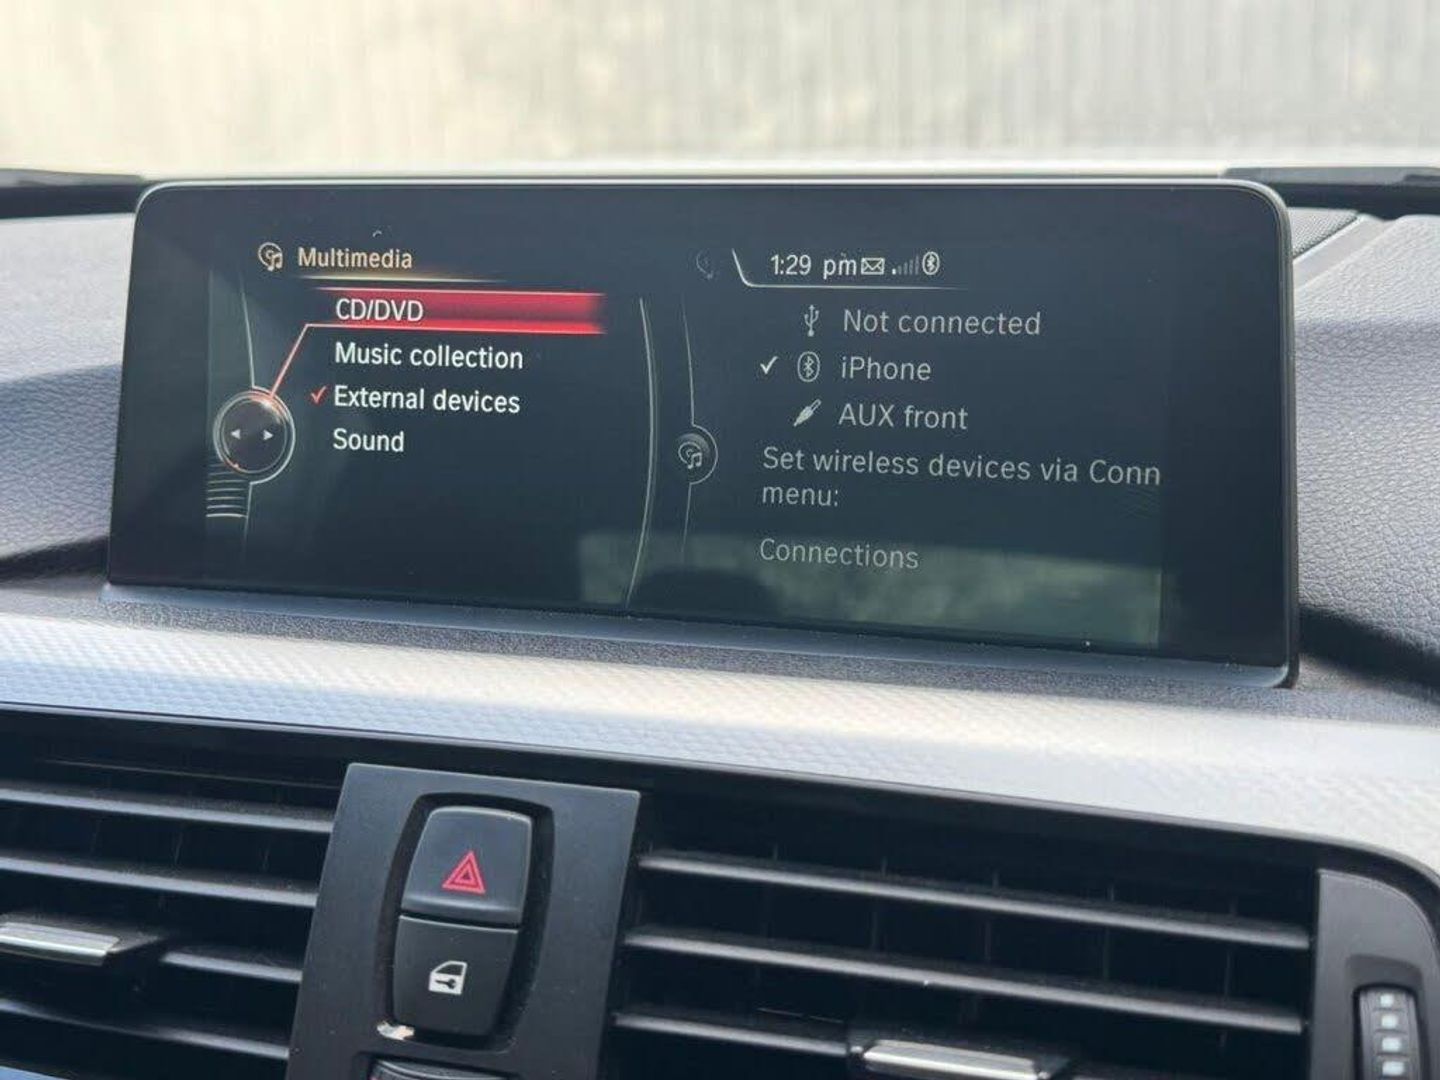 Multimedia
CD/DVD
Music collection
External devices
Sound
1:29 pm
Not connected
iPhone
AUX front
Set wireless devices via Conn
menu:
Connections